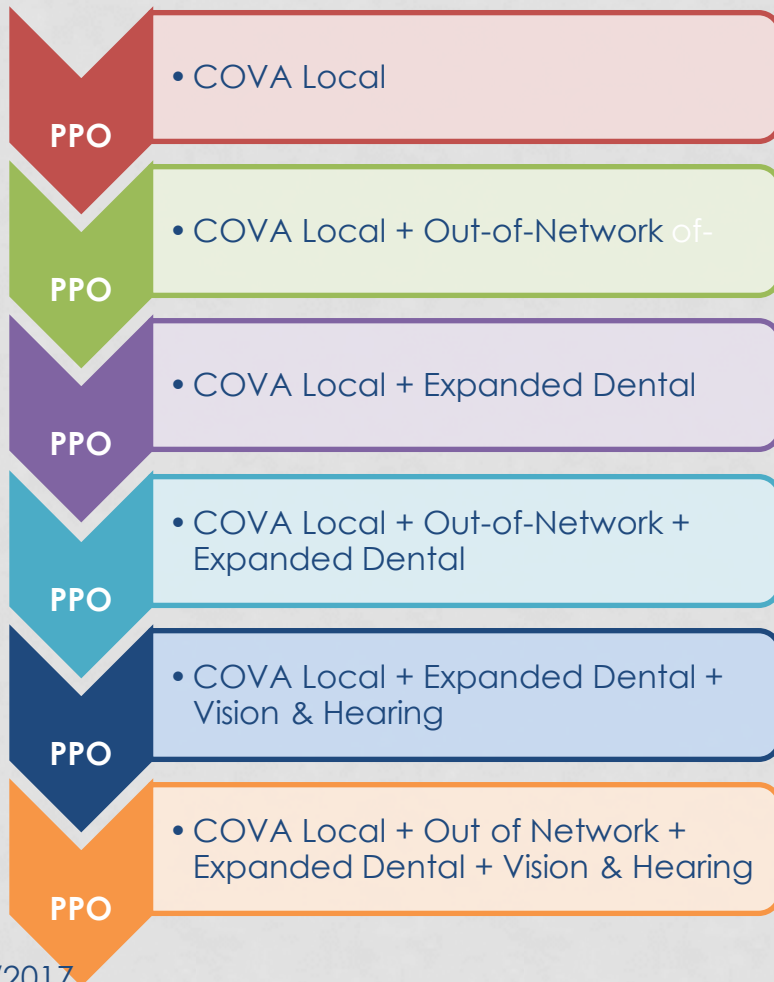 PPO
• COVA Local
PPO
• COVA Local + Out-of-Network of-
PPO
• COVA Local + Expanded Dental
PPO
• COVA Local + Out-of-Network +
Expanded Dental
PPO
• COVA Local + Expanded Dental +
Vision & Hearing
PPO
• COVA Local + Out of Network +
Expanded Dental + Vision & Hearing
/2017